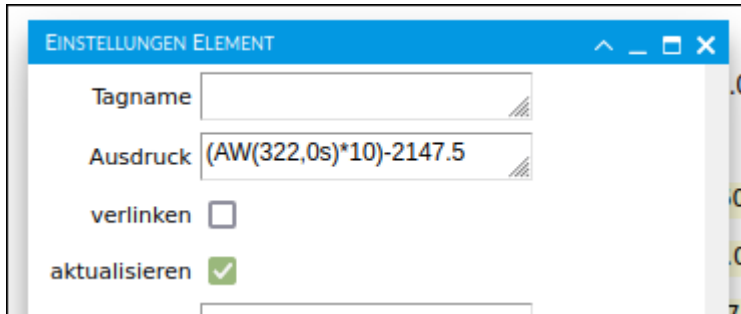 EINSTELLUNGEN ELEMENT
Tagname
Ausdruck (AW(322,0s)*10)-2147.5
verlinken
aktualisieren